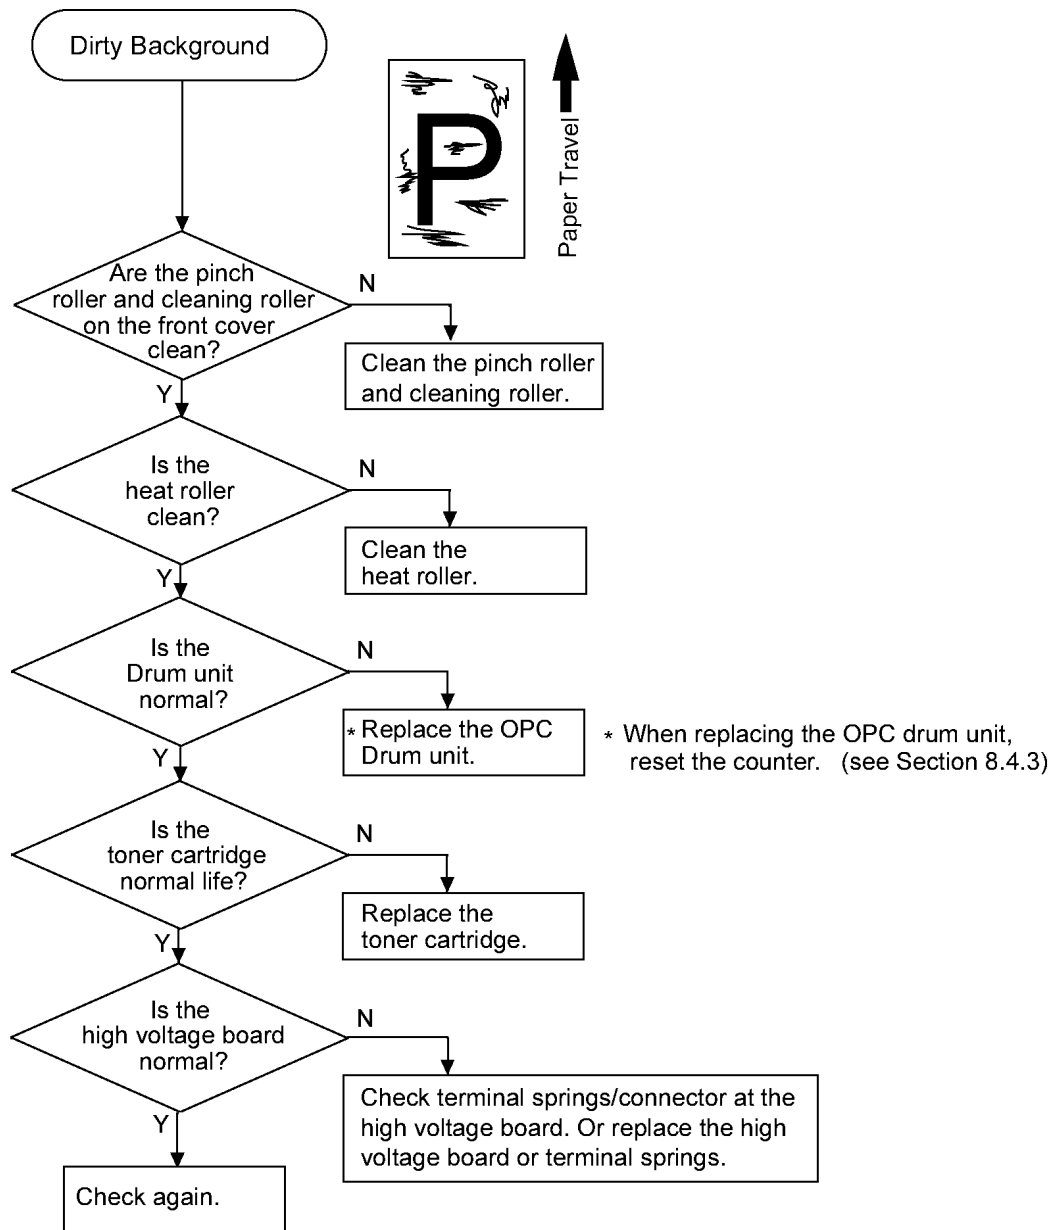 Dirty Background
P
Paper Travel
Are the pinch
roller and cleaning roller
on the front cover
clean?
N
Clean the pinch roller
and cleaning roller.
Y
Is the
heat roller
clean?
N
Clean the
heat roller.
Y
Is the
Drum unit
normal?
N
* Replace the OPC
Drum unit.
* When replacing the OPC drum unit,
reset the counter. (see Section 8.4.3)
Y
Is the
toner cartridge
normal life?
N
Replace the
toner cartridge.
Y
Is the
high voltage board
normal?
N
Check terminal springs/connector at the
high voltage board. Or replace the high
voltage board or terminal springs.
Y
Check again.